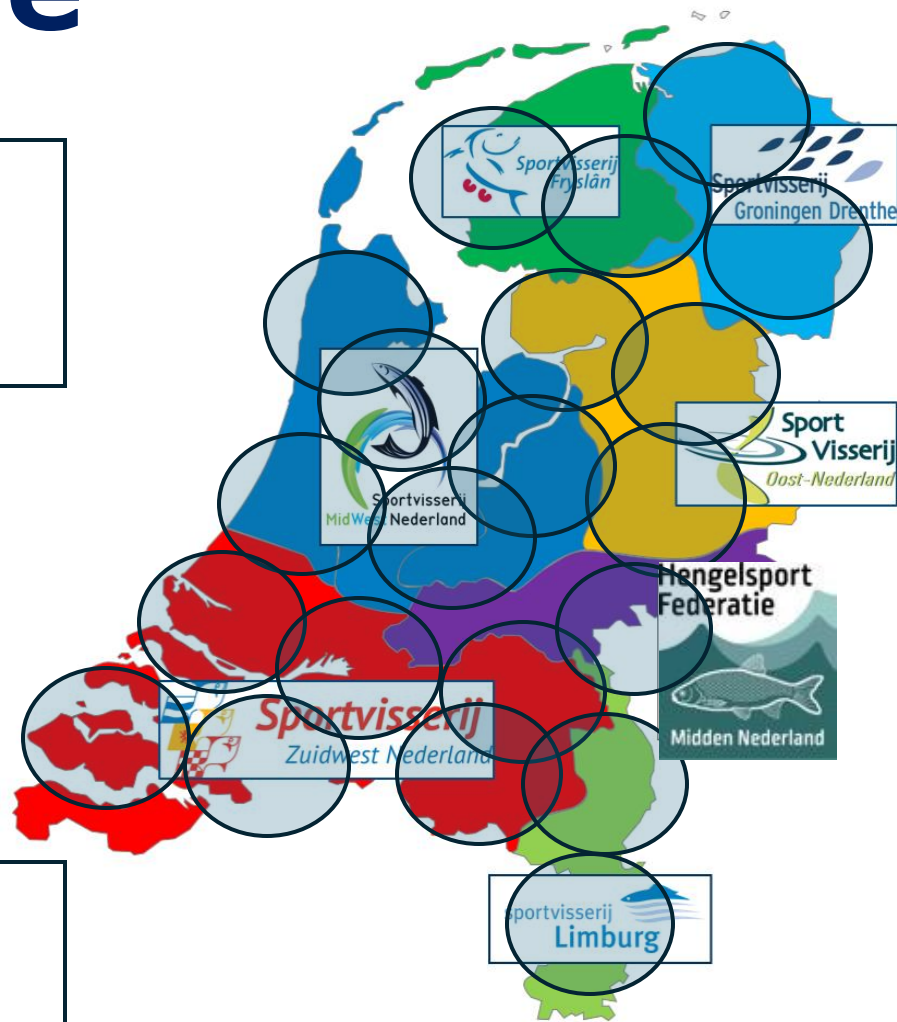 e
Sportvisserij
Fryslân
Sportvisserij
Groningen Drenthe
Sport
Visserij
Oost-Nederland
Sportvisserij
MidWest Nederland
Hengelsport
Federatie
Midden Nederland
Sportvisserij
Zuidwest Nederland
sportvisserij
Limburg